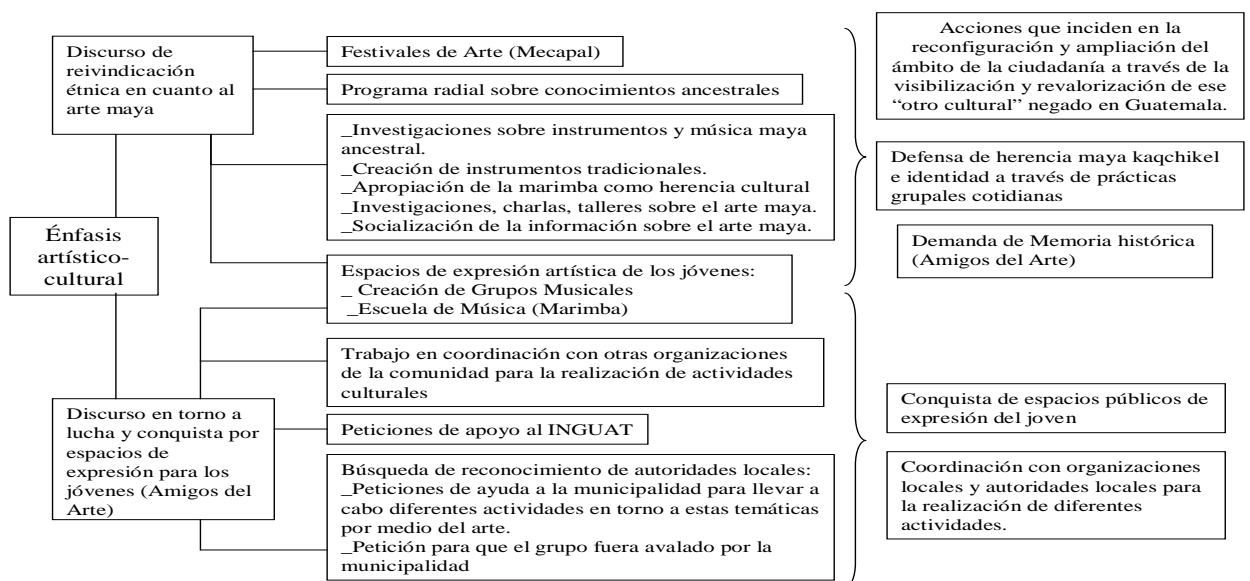 Énfasis
artístico-
cultural
Discurso de
reivindicación
étnica en cuanto al
arte maya
Festivales de Arte (Mecapal)
Programa radial sobre conocimientos ancestrales
_Investigaciones sobre instrumentos y música maya
ancestral.
_Creación de instrumentos tradicionales.
_Apropiación de la marimba como herencia cultural
_Investigaciones, charlas, talleres sobre el arte maya.
_Socialización de la información sobre el arte maya.
Espacios de expresión artística de los jóvenes:
_ Creación de Grupos Musicales
_Escuela de Música (Marimba)
Acciones que inciden en la
reconfiguración y ampliación del
ámbito de la ciudadanía a través de la
visibilización y revalorización de ese
“otro cultural” negado en Guatemala.
Defensa de herencia maya kaqchikel
e identidad a través de prácticas
grupales cotidianas
Demanda de Memoria histórica
(Amigos del Arte)
Discurso en torno a
lucha y conquista por
espacios de
expresión para los
jóvenes (Amigos del
Arte)
Trabajo en coordinación con otras organizaciones
de la comunidad para la realización de actividades
culturales
Peticiones de apoyo al INGUAT
Búsqueda de reconocimiento de autoridades locales:
_Peticiones de ayuda a la municipalidad para llevar a
cabo diferentes actividades en torno a estas temáticas
por medio del arte.
_Petición para que el grupo fuera avalado por la
municipalidad
Conquista de espacios públicos de
expresión del joven
Coordinación con organizaciones
locales y autoridades locales para
la realización de diferentes
actividades.